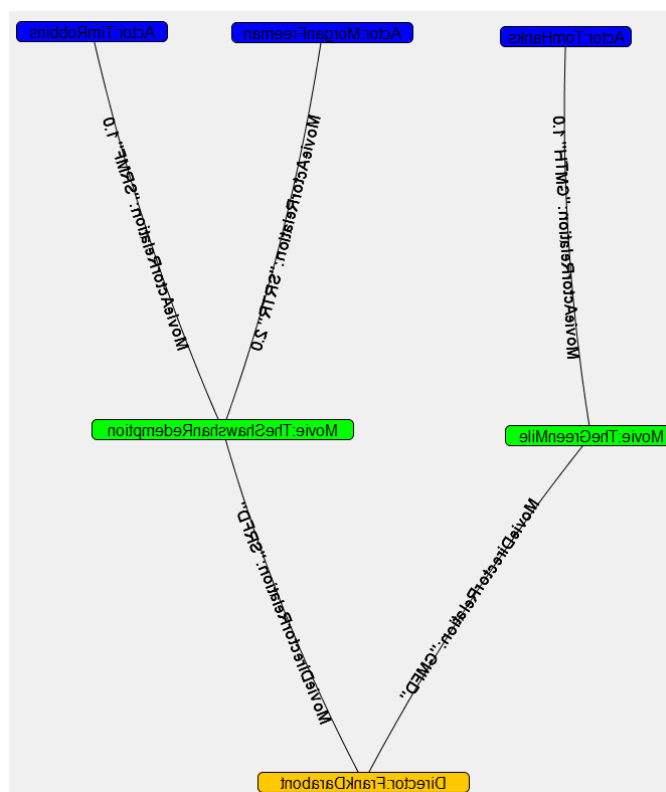 Actor:TimRobbins
Actor:MorganFreeman
Actor:TomHanks
MovieActorRelation:"SRMF" 1.0
MovieActorRelation:"SRTR" 2.0
MovieActorRelation:"GMTH" 1.0
Movie:TheShawshanRedemption
Movie:TheGreenMile
MovieDirectorRelation:"SRFD"
MovieDirectorRelation:"GMFD"
Director:FrankDarabont